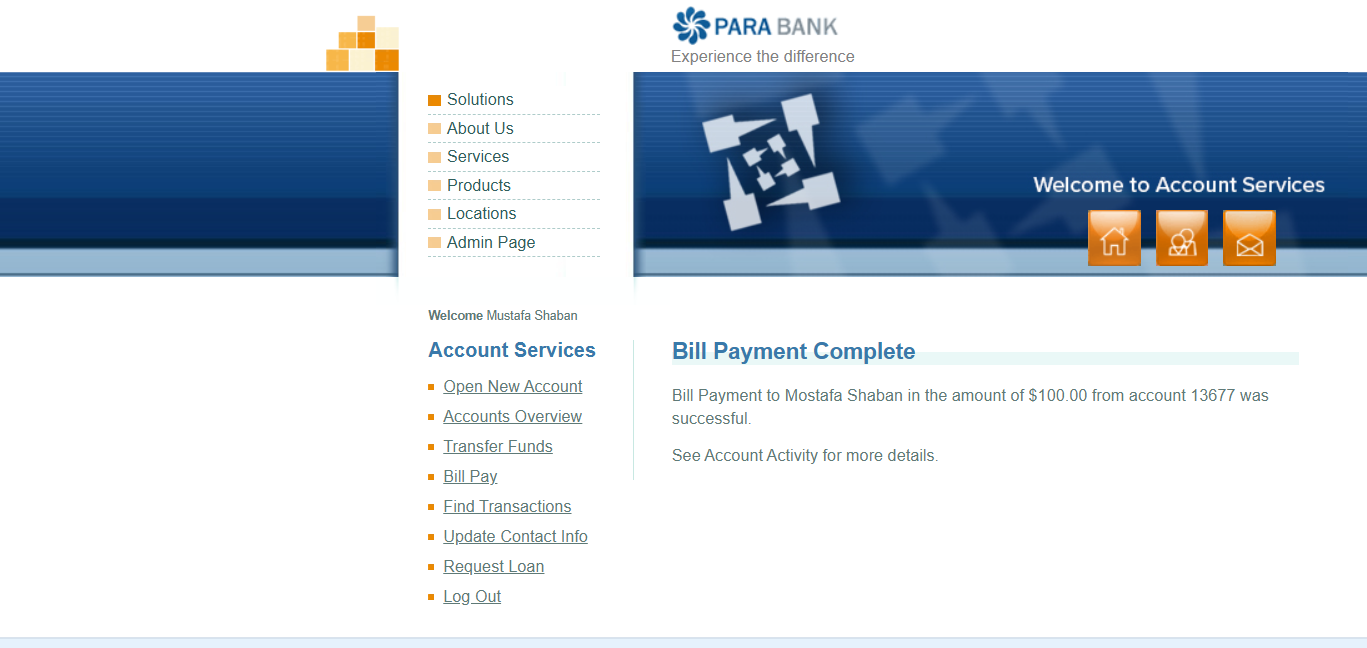 PARA BANK
Experience the difference
Solutions
About Us
Services
Products
Locations
Admin Page
Welcome to Account Services
Welcome Mustafa Shaban
Account Services
Open New Account
Accounts Overview
Transfer Funds
Bill Pay
Find Transactions
Update Contact Info
Request Loan
Log Out
Bill Payment Complete
Bill Payment to Mostafa Shaban in the amount of $100.00 from account 13677 was
successful.
See Account Activity for more details.